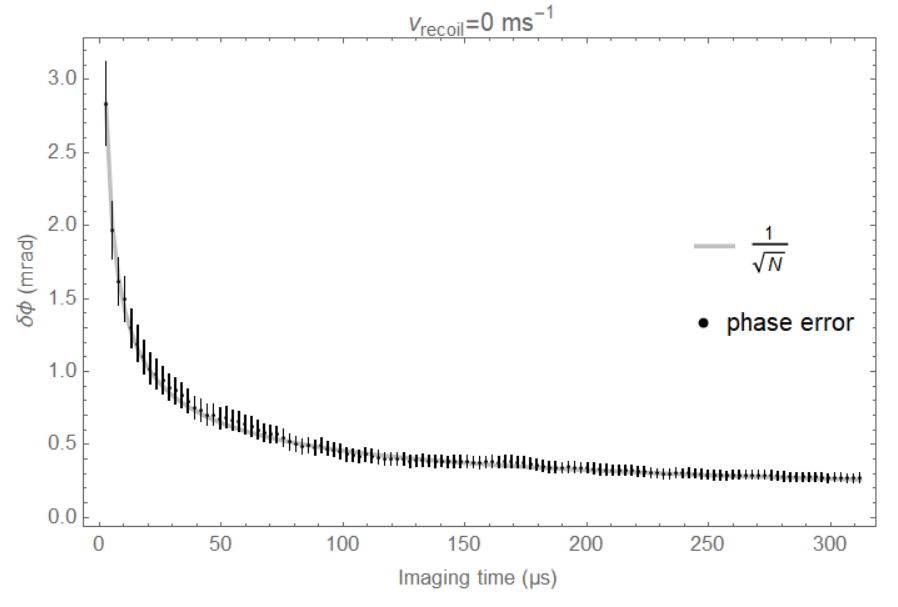 v_recoil=0 ms⁻¹
3.0
2.5
2.0
1.5
1.0
0.5
0.0
δϕ (mrad)
1/√N
phase error
0 50 100 150 200 250 300
Imaging time (μs)